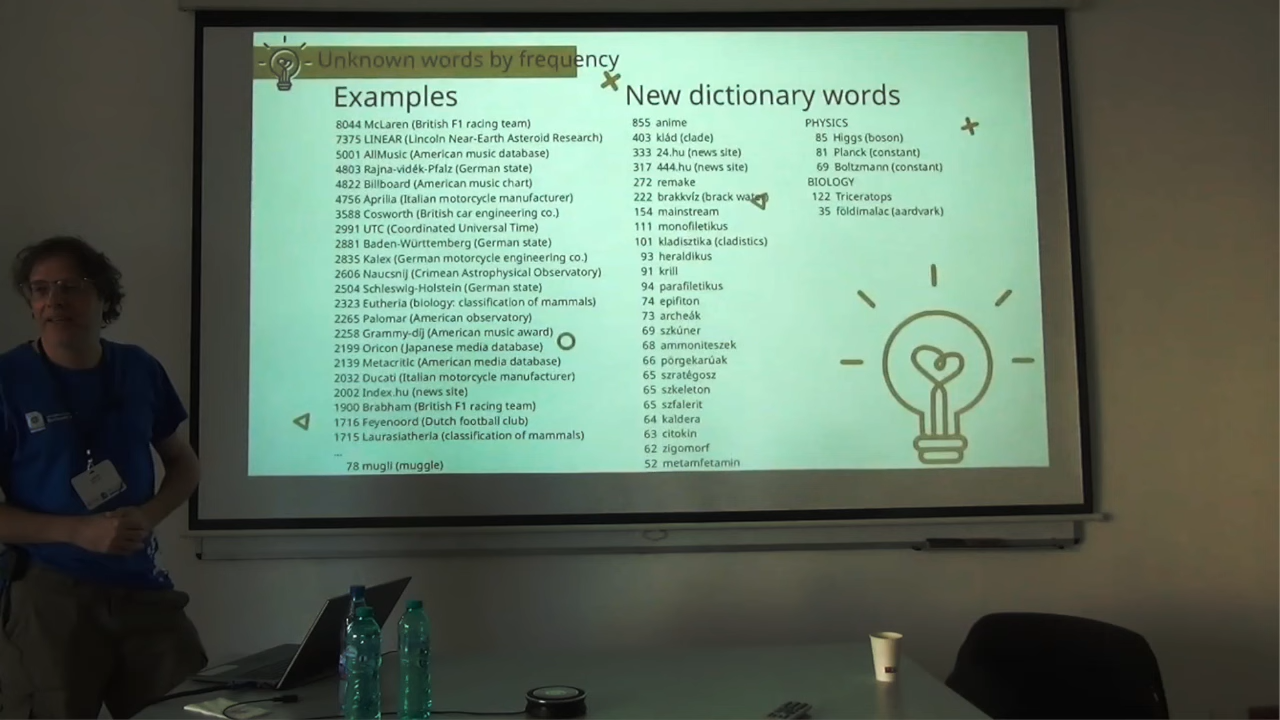 Unknown words by frequency
Examples
8044 McLaren (British F1 racing team)
7375 LINEAR (Lincoln Near-Earth Asteroid Research)
5001 AllMusic (American music database)
4803 Rajna-vidék-Pfalz (German state)
4822 Billboard (American music chart)
4756 Aprilia (Italian motorcycle manufacturer)
3588 Cosworth (British car engineering co.)
2991 UTC (Coordinated Universal Time)
2881 Baden-Württemberg (German state)
2835 Kalex (German motorcycle engineering co.)
2606 Naucsnij (Crimean Astrophysical Observatory)
2504 Schleswig-Holstein (German state)
2323 Eutheria (biology: classification of mammals)
2265 Palomar (American observatory)
2258 Grammy-díj (American music award)
2199 Oricon (Japanese media database)
2139 Metacritic (American media database)
2032 Ducati (Italian motorcycle manufacturer)
2002 Index.hu (news site)
1900 Brabham (British F1 racing team)
1716 Feyenoord (Dutch football club)
1715 Laurasiatheria (classification of mammals)
...
78 mugli (muggle)
New dictionary words
855 anime
403 klád (clade)
333 24.hu (news site)
317 444.hu (news site)
272 remake
222 brakkvíz (brack water)
154 mainstream
111 monofiletikus
101 kladisztika (cladistics)
93 heraldikus
91 krill
94 parafiletikus
74 epifiton
73 archeák
69 szkúner
68 ammoniteszek
66 pörgekarúak
65 szratégosz
65 szkeleton
65 szfalerit
64 kaldera
63 citokin
62 zigomorf
52 metamfetamin
PHYSICS
85 Higgs (boson)
81 Planck (constant)
69 Boltzmann (constant)
BIOLOGY
122 Triceratops
35 földimalac (aardvark)